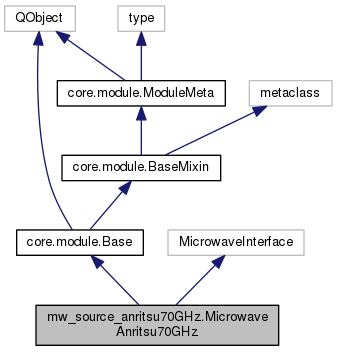 QObject
type
core.module.ModuleMeta
metaclass
core.module.BaseMixin
core.module.Base
MicrowaveInterface
mw_source_anritsu70GHz.Microwave
Anritsu70GHz